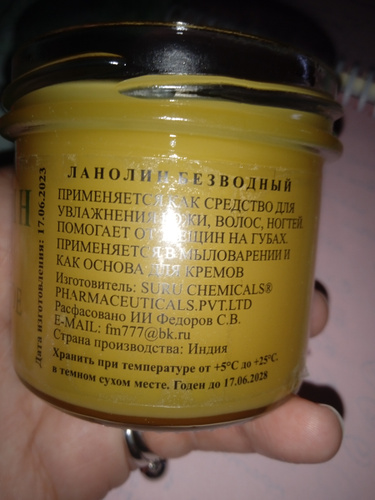 ЛАНОЛИН БЕЗВОДНЫЙ
ПРИМЕНЯЕТСЯ КАК СРЕДСТВО ДЛЯ
УВЛАЖНЕНИЯ КОЖИ, ВОЛОС, НОГТЕЙ.
ПОМОГАЕТ ОТ ТРЕЩИН НА ГУБАХ.
ПРИМЕНЯЕТСЯ В МЫЛОВАРЕНИИ И
КАК ОСНОВА ДЛЯ КРЕМОВ
Изготовитель: SURU CHEMICALS®
PHARMACEUTICALS.PVT.LTD
Расфасовано ИИ Федоров С.В.
E-MAIL: fm777@bk.ru
Страна производства: Индия
Хранить при температуре от +5°С до +25°С.
в темном сухом месте. Годен до 17.06.2028
Дата изготовления: 17.06.2023
Н